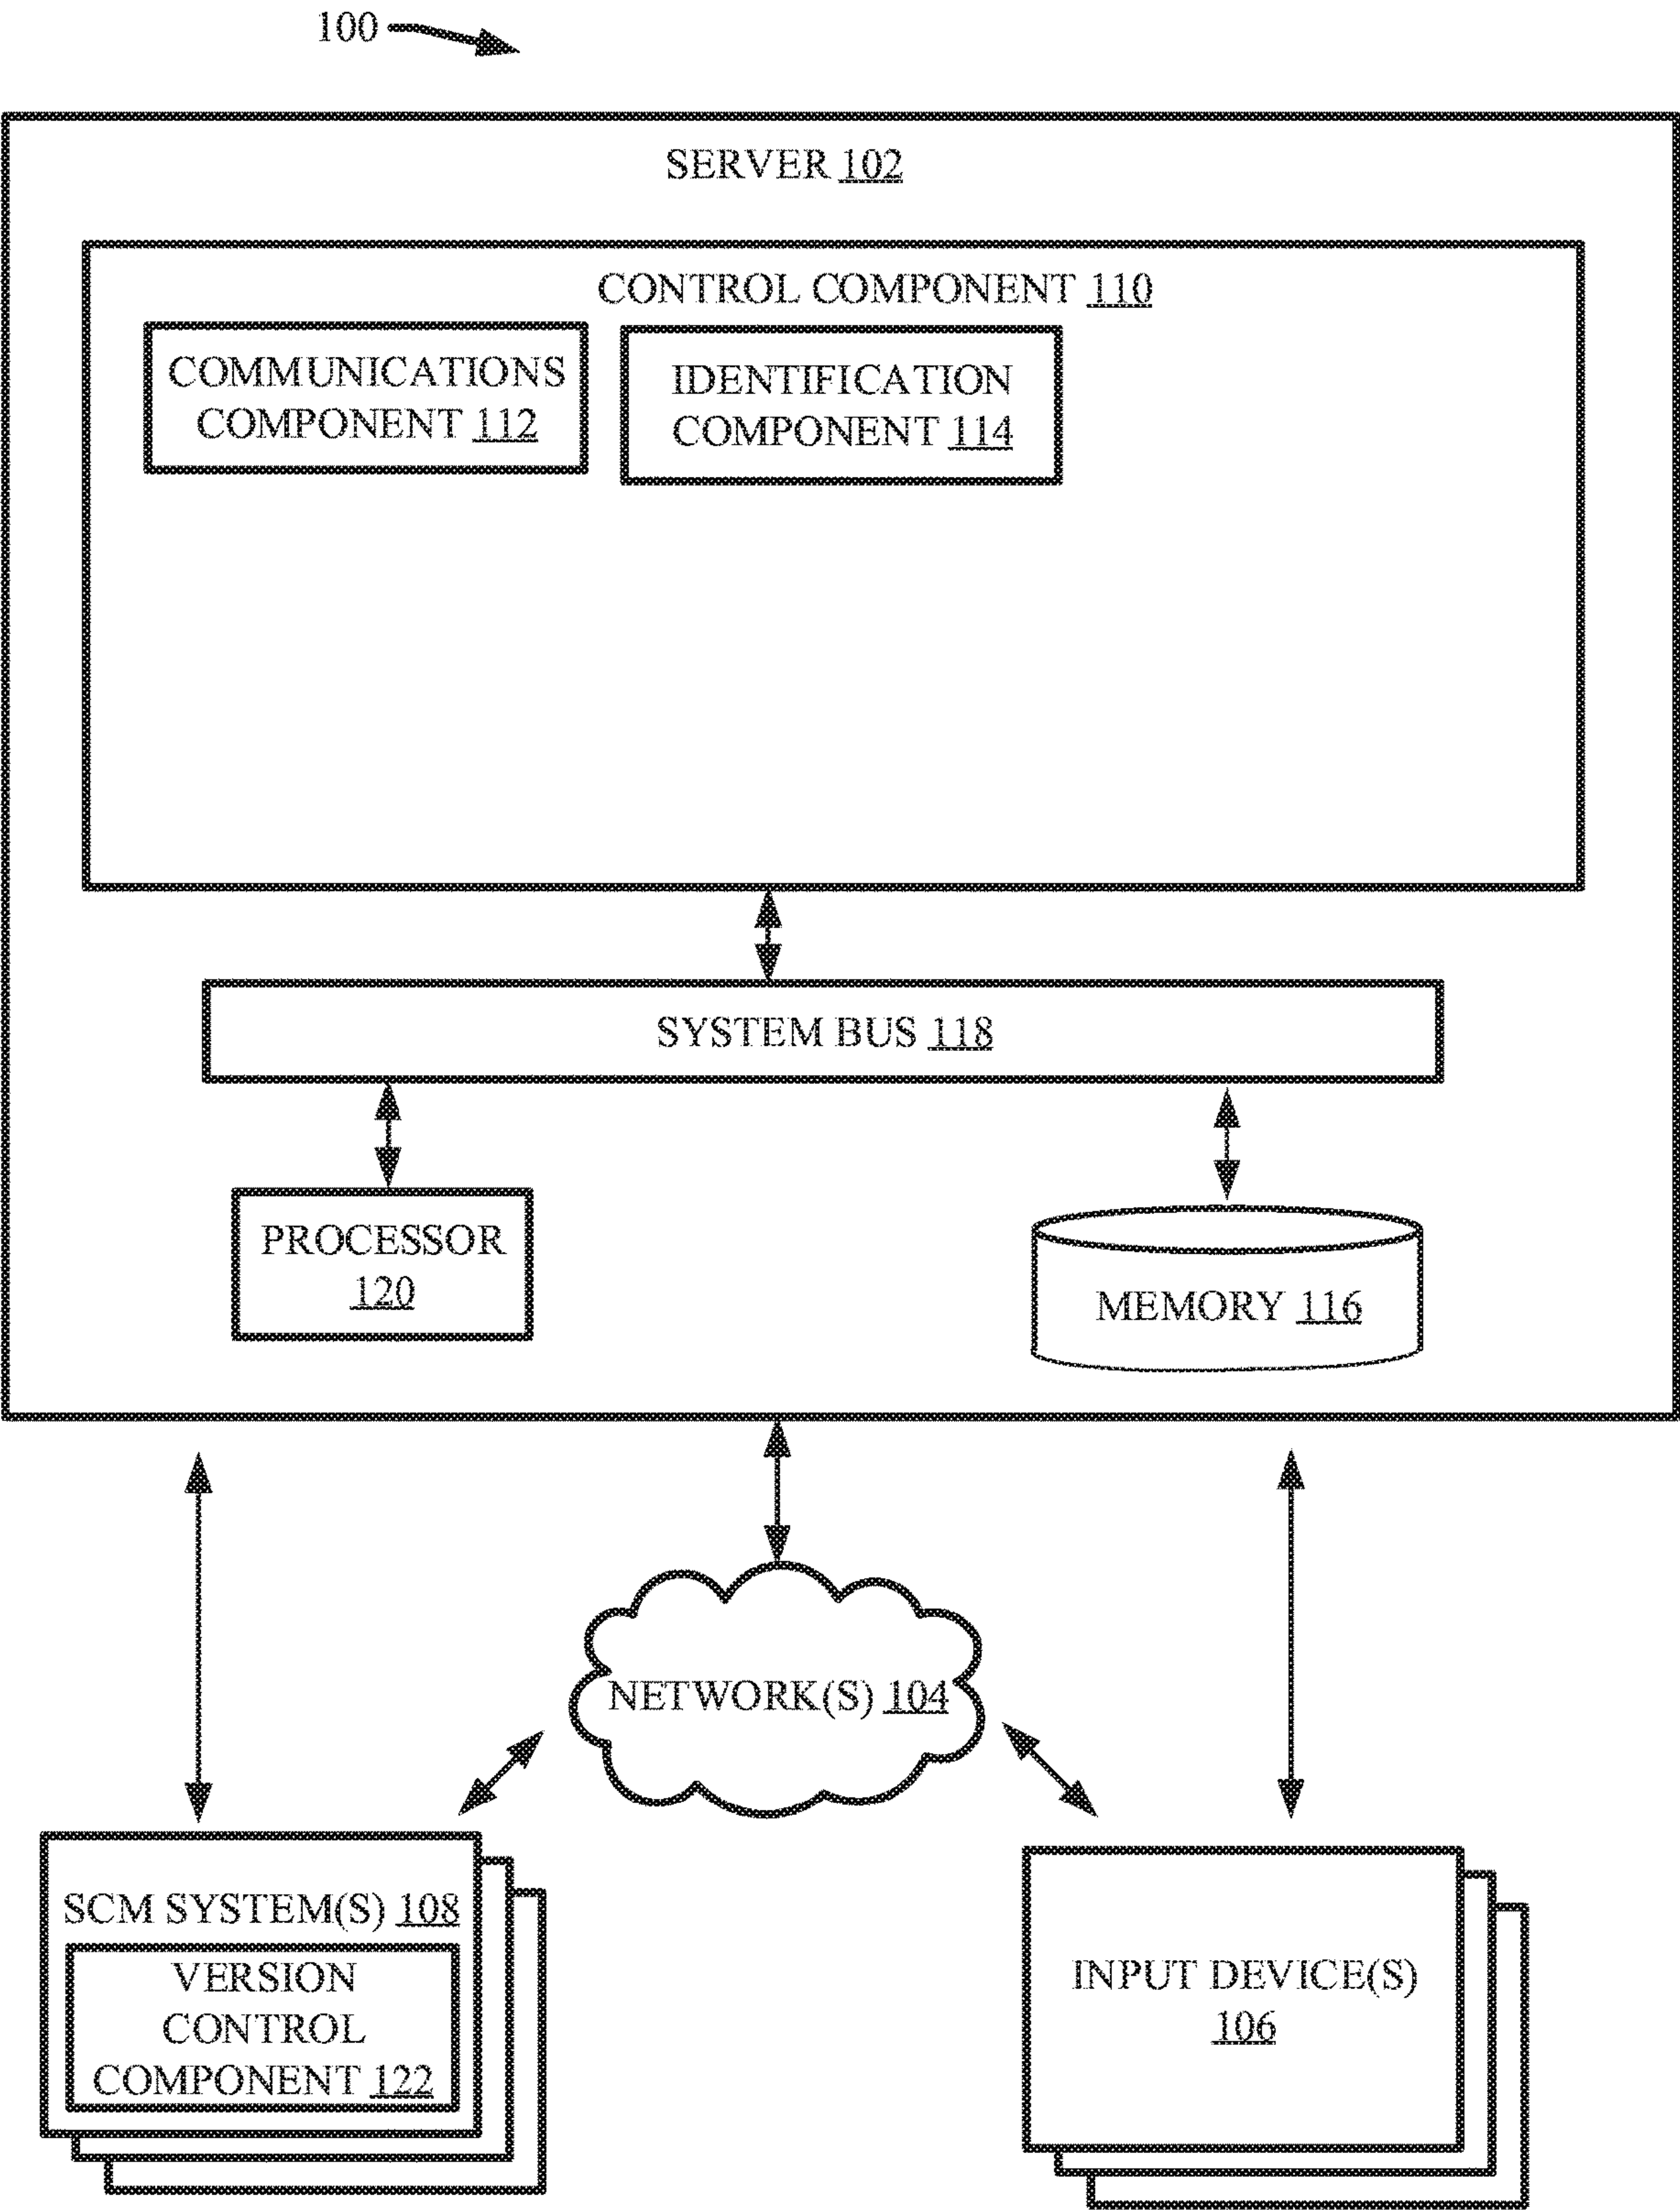 100
SERVER 102
CONTROL COMPONENT 110
COMMUNICATIONS
COMPONENT 112
IDENTIFICATION
COMPONENT 114
SYSTEM BUS 118
PROCESSOR
120
MEMORY 116
NETWORK(S) 104
SCM SYSTEM(S) 108
VERSION
CONTROL
COMPONENT 122
INPUT DEVICE(S)
106